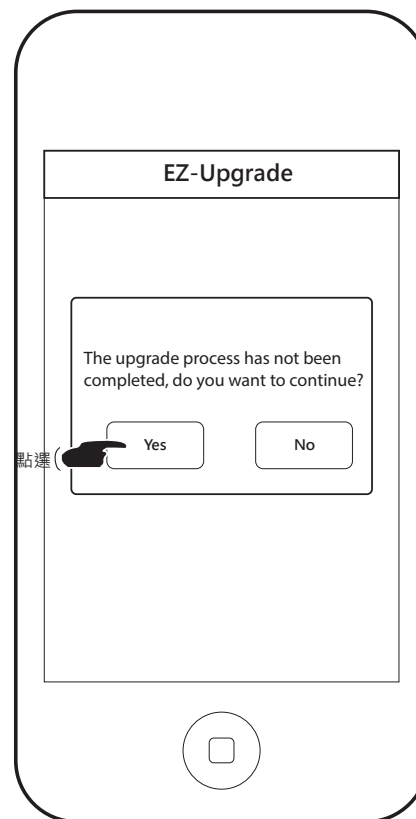 EZ-Upgrade
The upgrade process has not been
completed, do you want to continue?
點選(
Yes
No